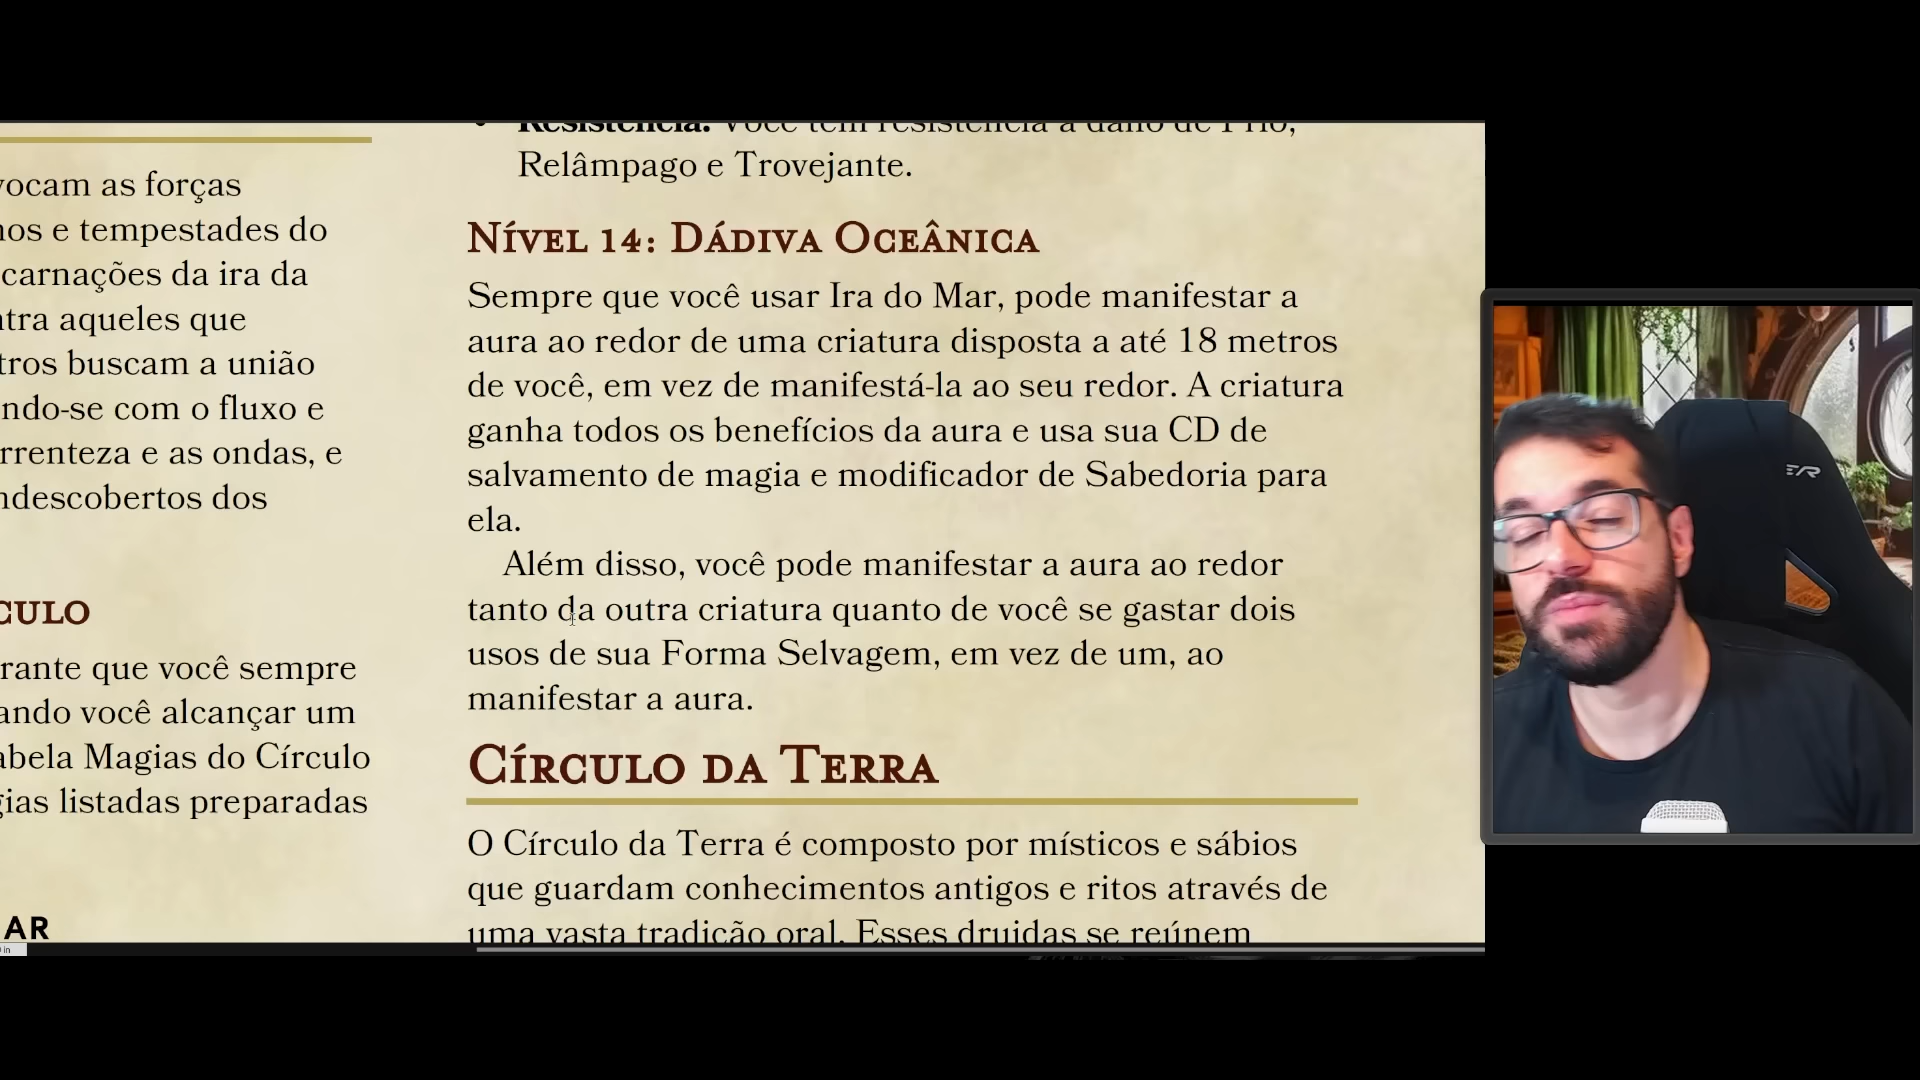 vocam as forças
nos e tempestades do
carnações da ira da
ntra aqueles que
tros buscam a união
ndo-se com o fluxo e
rrenteza e as ondas, e
ndescobertos dos
CULO
rante que você sempre
ando você alcançar um
abela Magias do Círculo
gias listadas preparadas
AR
Resistência. Você tem resistência a dano de Frio,
Relâmpago e Trovejante.
Nível 14: Dádiva Oceânica
Sempre que você usar Ira do Mar, pode manifestar a
aura ao redor de uma criatura disposta a até 18 metros
de você, em vez de manifestá-la ao seu redor. A criatura
ganha todos os benefícios da aura e usa sua CD de
salvamento de magia e modificador de Sabedoria para
ela.
Além disso, você pode manifestar a aura ao redor
tanto da outra criatura quanto de você se gastar dois
usos de sua Forma Selvagem, em vez de um, ao
manifestar a aura.
Círculo da Terra
O Círculo da Terra é composto por místicos e sábios
que guardam conhecimentos antigos e ritos através de
uma vasta tradição oral. Esses druidas se reúnem